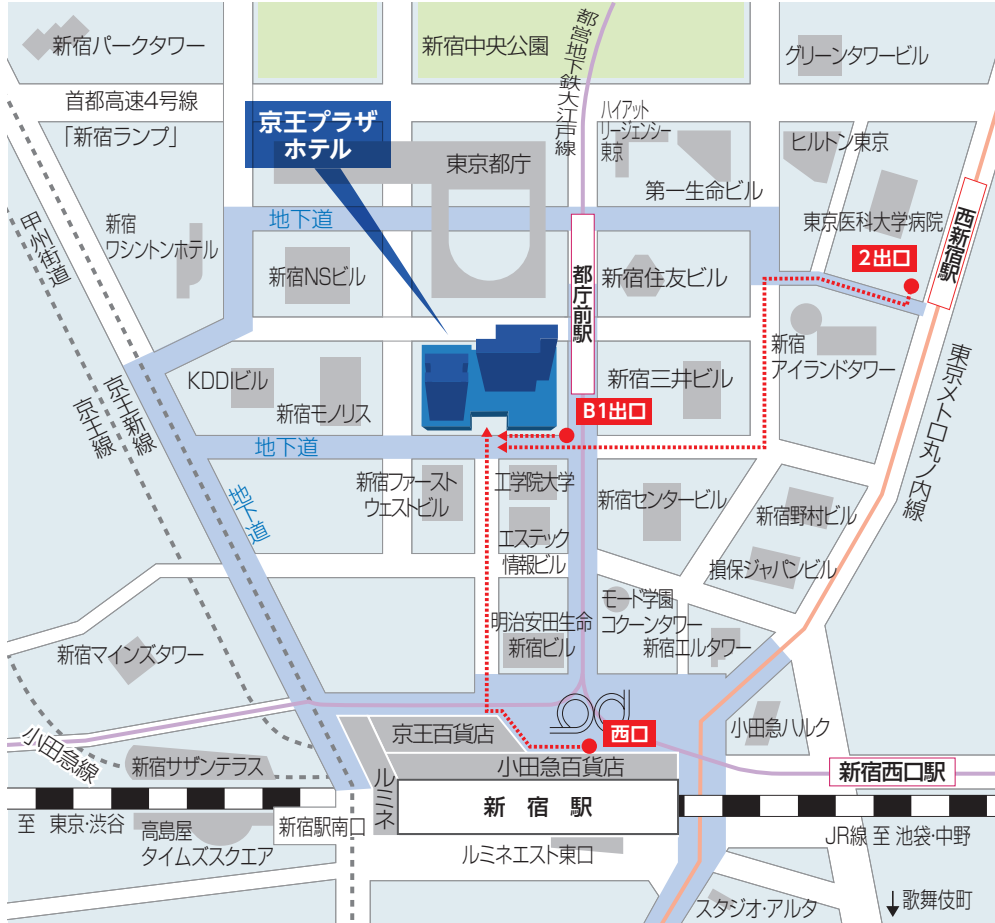 新宿パークタワー
新宿中央公園
都営地下鉄大江戸線
グリーンタワービル
首都高速4号線
「新宿ランプ」
京王プラザ
ホテル
東京都庁
ハイアット
リージェンシー
東京
第一生命ビル
ヒルトン東京
東京医科大学病院
西新宿駅
2出口
甲州街道
新宿
ワシントンホテル
地下道
新宿NSビル
都庁前駅
新宿住友ビル
新宿
アイランドタワー
東京メトロ丸ノ内線
京王新線
京王線
KDDIビル
新宿モノリス
B1出口
新宿三井ビル
地下道
地下道
新宿ファースト
ウェストビル
工学院大学
エステック
情報ビル
新宿センタービル
新宿野村ビル
損保ジャパンビル
明治安田生命
新宿ビル
モード学園
コクーンタワー
新宿エルタワー
新宿マインズタワー
小田急線
新宿サザンテラス
京王百貨店
西口
小田急百貨店
ルミネ
小田急ハルク
新宿西口駅
新宿駅
至 東京・渋谷
高島屋
タイムズスクエア
新宿駅南口
ルミネエスト東口
JR線 至 池袋・中野
スタジオ・アルタ
↓歌舞伎町